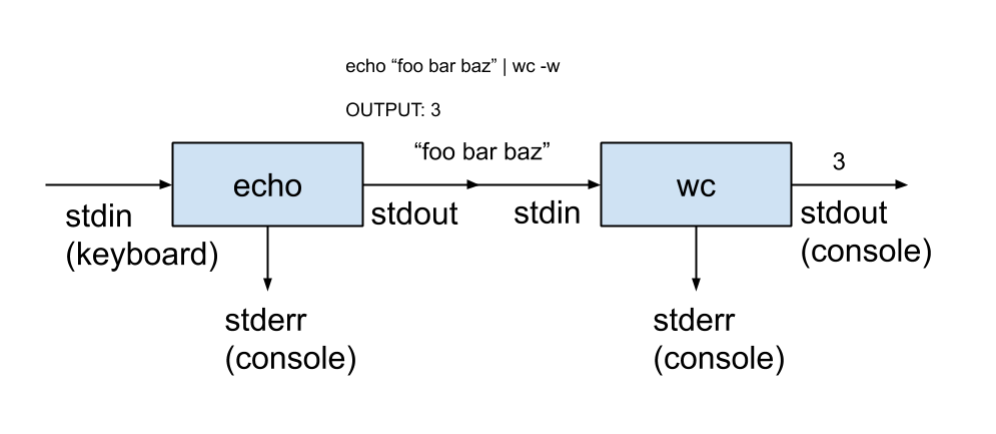 echo “foo bar baz” | wc -w
OUTPUT: 3
“foo bar baz”
3
echo
wc
stdin
(keyboard)
stdout
stdin
stdout
(console)
stderr
(console)
stderr
(console)